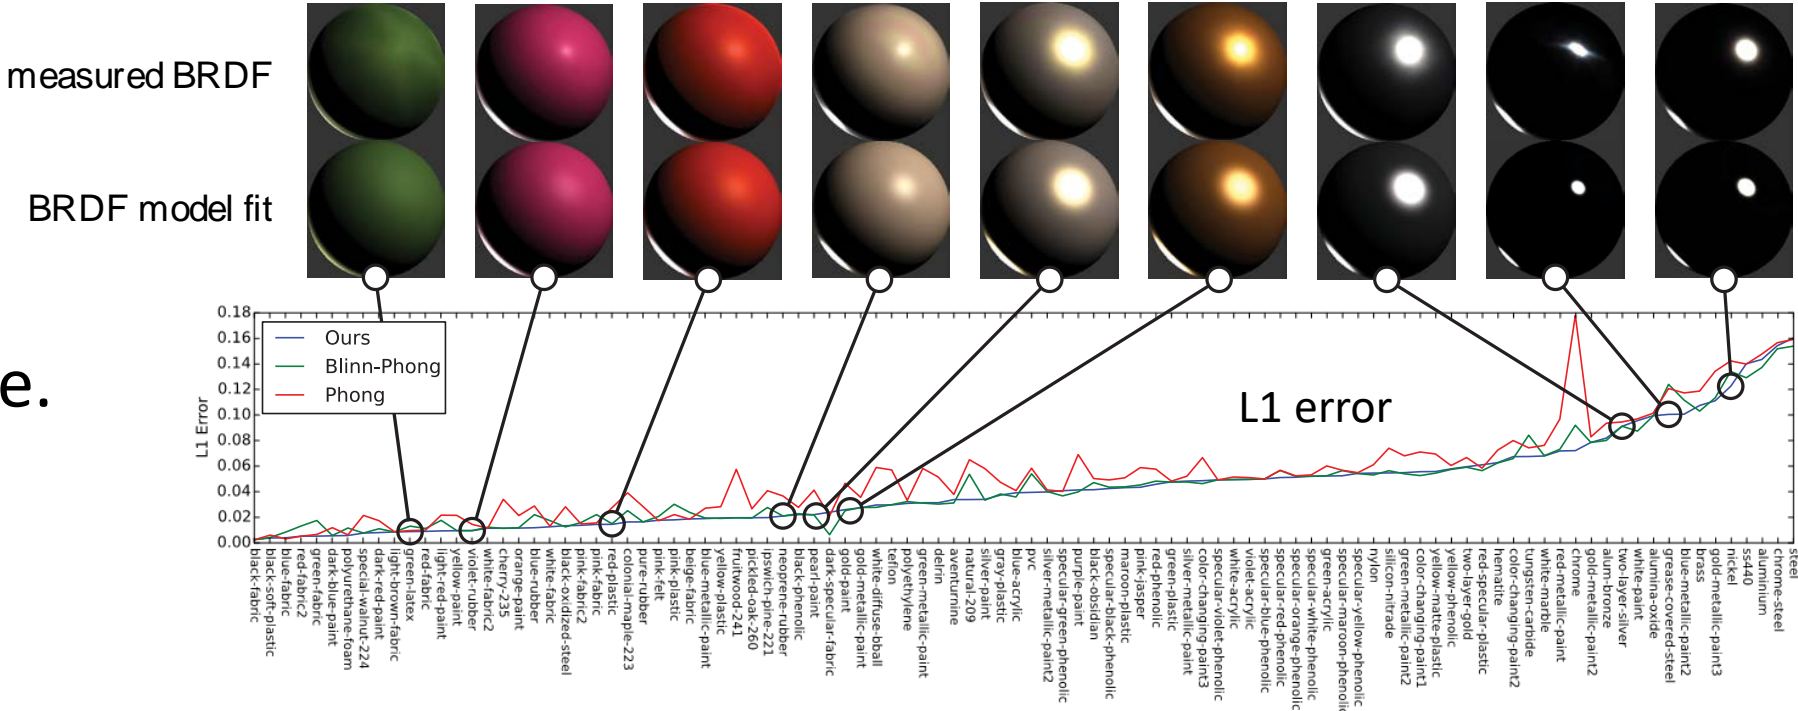 measured BRDF
BRDF model fit
e.
L1 error
L1 Error
0.18
0.16
0.14
0.12
0.10
0.08
0.06
0.04
0.02
0.00
Ours
Blinn-Phong
Phong
black-fabric
black-soft-plastic
blue-fabric
red-fabric2
green-fabric
dark-blue-paint
polyurethane-foam
special-walnut-224
dark-red-paint
light-brown-fabric
green-latex
red-fabric
light-red-paint
yellow-paint
violet-rubber
white-fabric2
cherry-235
orange-paint
blue-rubber
white-fabric
black-oxidized-steel
pink-fabric2
pink-fabric
red-plastic
colonial-maple-223
pure-rubber
pink-felt
pink-plastic
beige-fabric
blue-metallic-paint
yellow-plastic
fruitwood-241
pickled-oak-260
ipswich-pine-221
neoprene-rubber
black-phenolic
pearl-paint
dark-specular-fabric
gold-paint
gold-metallic-paint
white-diffuse-bball
teflon
polyethylene
green-metallic-paint
delrin
aventurnine
natural-209
silver-paint
gray-plastic
blue-acrylic
pvc
silver-metallic-paint2
specular-green-phenolic
purple-paint
black-obsidian
specular-black-phenolic
maroon-plastic
pink-jasper
red-phenolic
green-plastic
silver-metallic-paint
color-changing-paint3
specular-violet-phenolic
white-acrylic
violet-acrylic
specular-blue-phenolic
specular-red-phenolic
specular-orange-phenolic
specular-white-phenolic
green-acrylic
specular-maroon-phenolic
specular-yellow-phenolic
nylon
silicon-nitrade
green-metallic-paint2
color-changing-paint1
yellow-matte-plastic
yellow-phenolic
two-layer-gold
red-specular-plastic
hematite
color-changing-paint2
tungsten-carbide
white-marble
red-metallic-paint
chrome
gold-metallic-paint2
alum-bronze
two-layer-silver
white-paint
alumina-oxide
grease-covered-steel
blue-metallic-paint2
brass
gold-metallic-paint3
nickel
ss440
aluminium
chrome-steel
steel